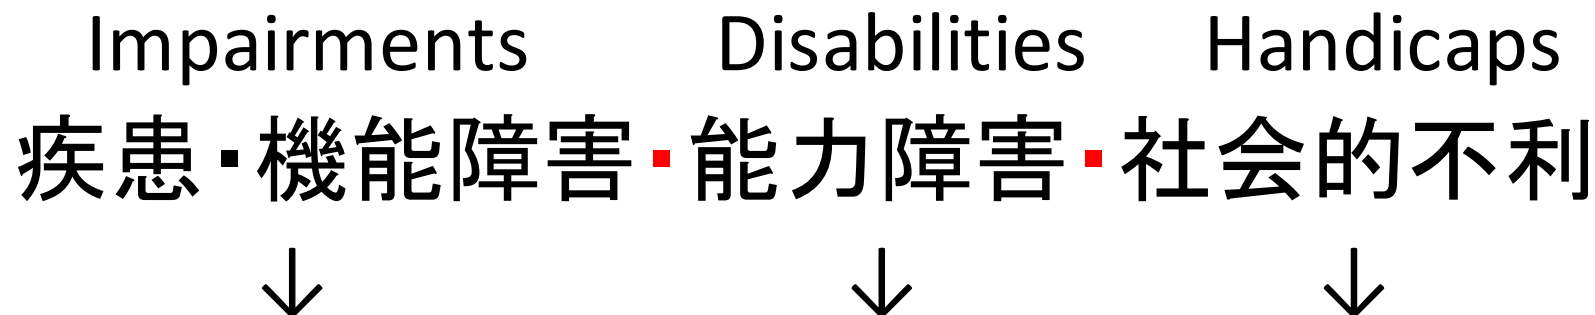 Impairments Disabilities Handicaps
疾患・機能障害・能力障害・社会的不利
↓ ↓ ↓